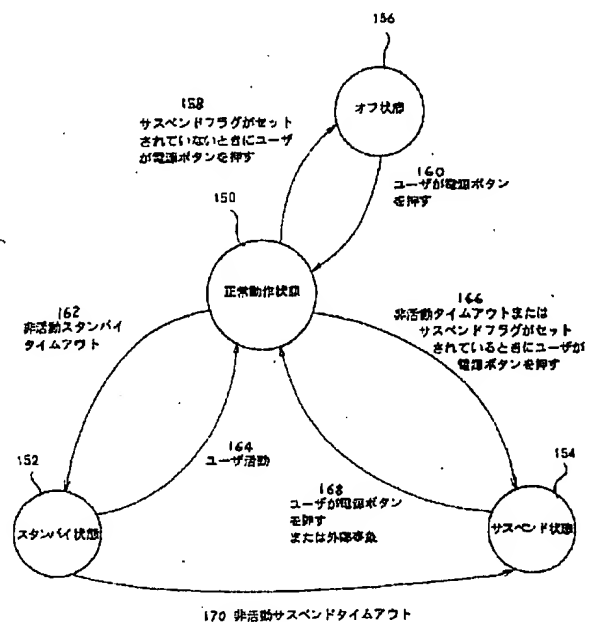 156
オフ状態
158
サスペンドフラグがセット
されていないときにユーザ
が電源ボタンを押す
160
ユーザが電源ボタン
を押す
150
正常動作状態
162
非活動スタンバイ
タイムアウト
166
非活動タイムアウトまたは
サスペンドフラグがセット
されているときにユーザが
電源ボタンを押す
164
ユーザ活動
168
ユーザが電源ボタン
を押す
または外部事象
152
スタンバイ状態
154
サスペンド状態
170 非活動サスペンドタイムアウト